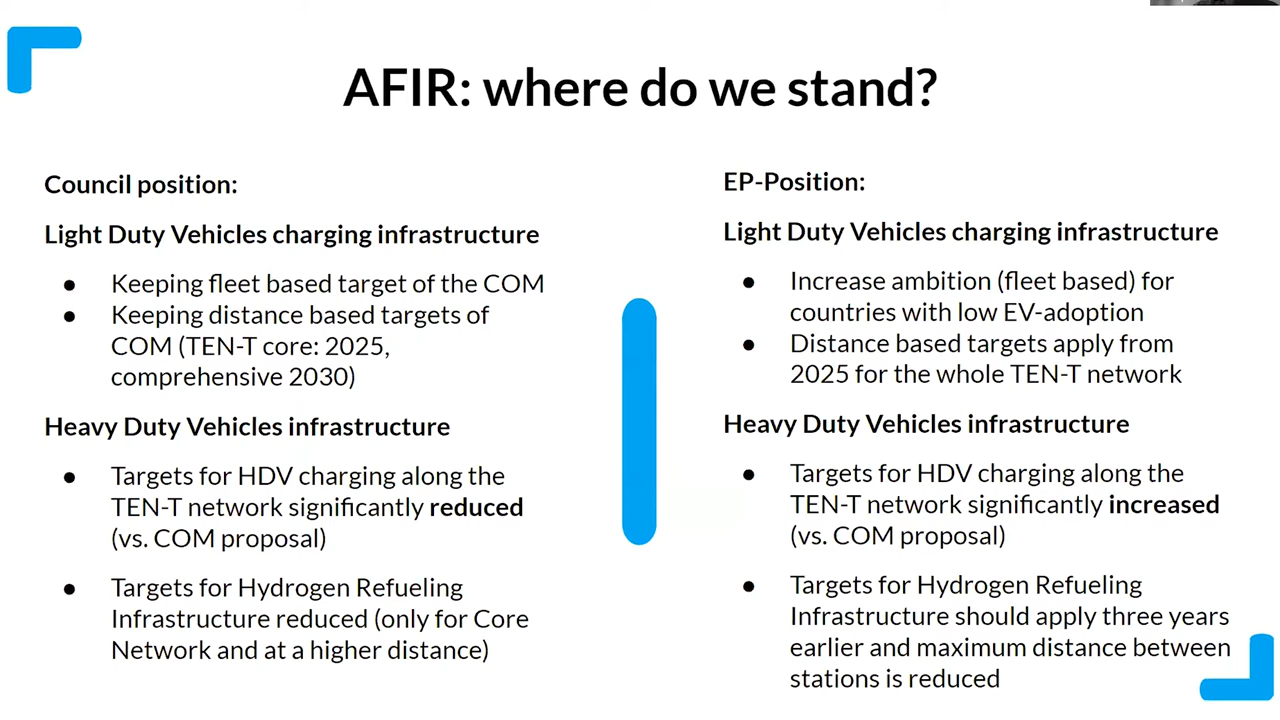 AFIR: where do we stand?
Council position:
Light Duty Vehicles charging infrastructure
● Keeping fleet based target of the COM
● Keeping distance based targets of
COM (TEN-T core: 2025,
comprehensive 2030)
Heavy Duty Vehicles infrastructure
● Targets for HDV charging along the
TEN-T network significantly reduced
(vs. COM proposal)
● Targets for Hydrogen Refueling
Infrastructure reduced (only for Core
Network and at a higher distance)
EP-Position:
Light Duty Vehicles charging infrastructure
● Increase ambition (fleet based) for
countries with low EV-adoption
● Distance based targets apply from
2025 for the whole TEN-T network
Heavy Duty Vehicles infrastructure
● Targets for HDV charging along the
TEN-T network significantly increased
(vs. COM proposal)
● Targets for Hydrogen Refueling
Infrastructure should apply three years
earlier and maximum distance between
stations is reduced